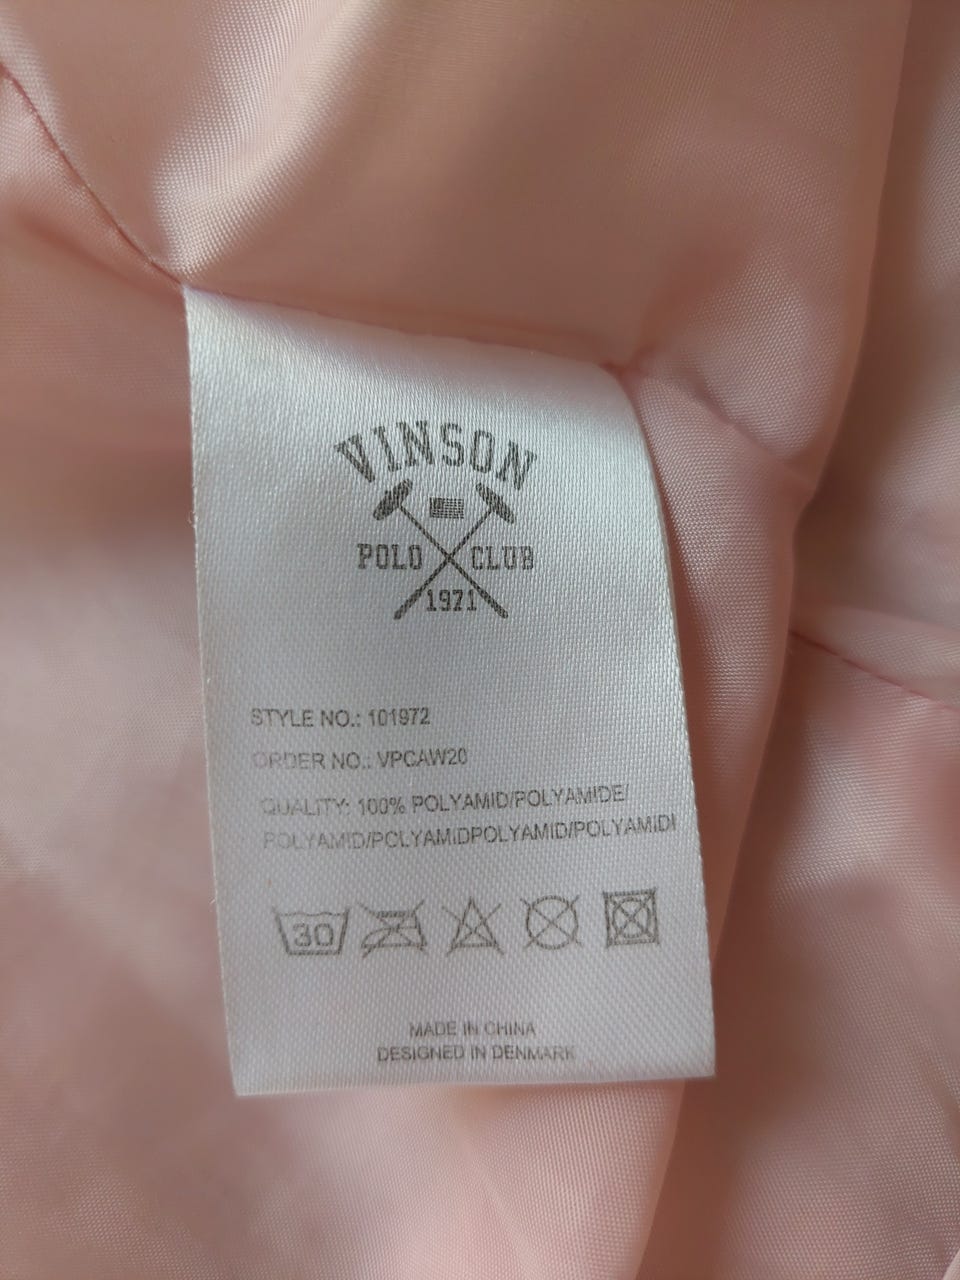 VINSON
POLO CLUB
1971
STYLE NO.: 101972
ORDER NO.: VPCAW20
QUALITY: 100% POLYAMID/POLYAMIDE/
POLYAMID/POLYAMIDPOLYAMID/POLYAMIDI
30
MADE IN CHINA
DESIGNED IN DENMARK